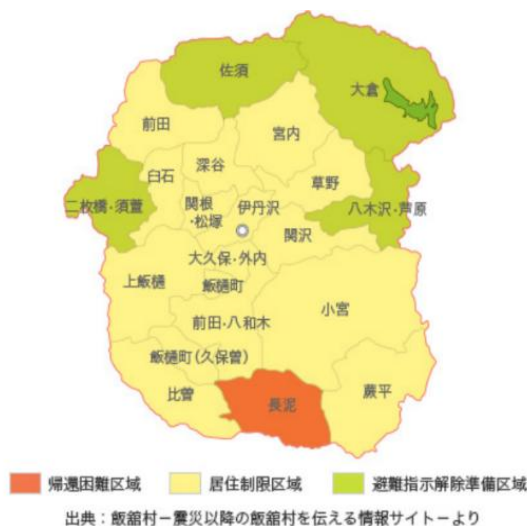 佐須
大倉
前田
宮内
深谷
臼石
草野
二枚橋・須萱
関根
・松塚
伊丹沢
八木沢・芦原
関沢
大久保・外内
上飯樋
飯樋町
小宮
前田・八和木
飯樋町(久保曽)
比曽
長泥
蕨平
帰還困難区域
居住制限区域
避難指示解除準備区域
出典：飯舘村ー震災以降の飯舘村を伝える情報サイトーより